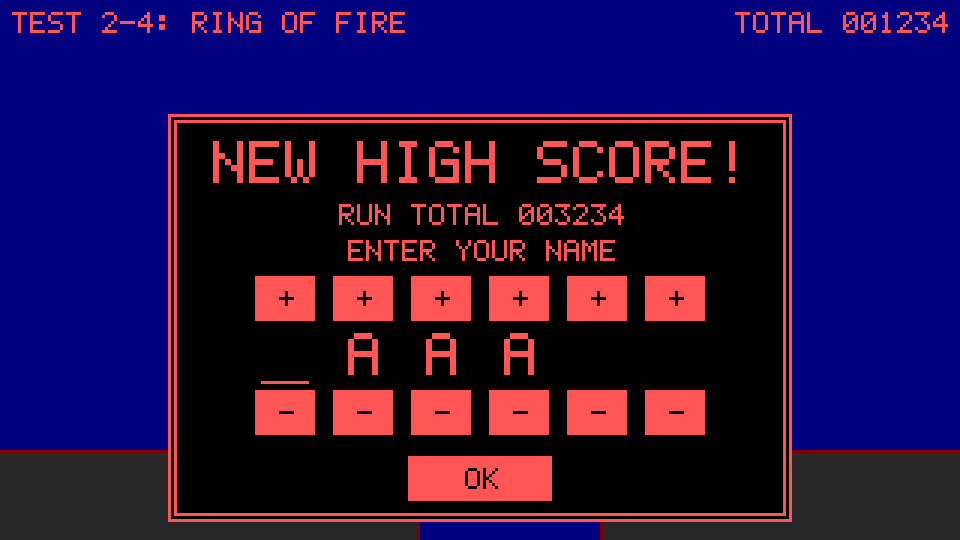 TEST 2-4: RING OF FIRE
TOTAL 001234
NEW HIGH SCORE!
RUN TOTAL 003234
ENTER YOUR NAME
+ + + + + +
_ A A A
- - - - - -
OK